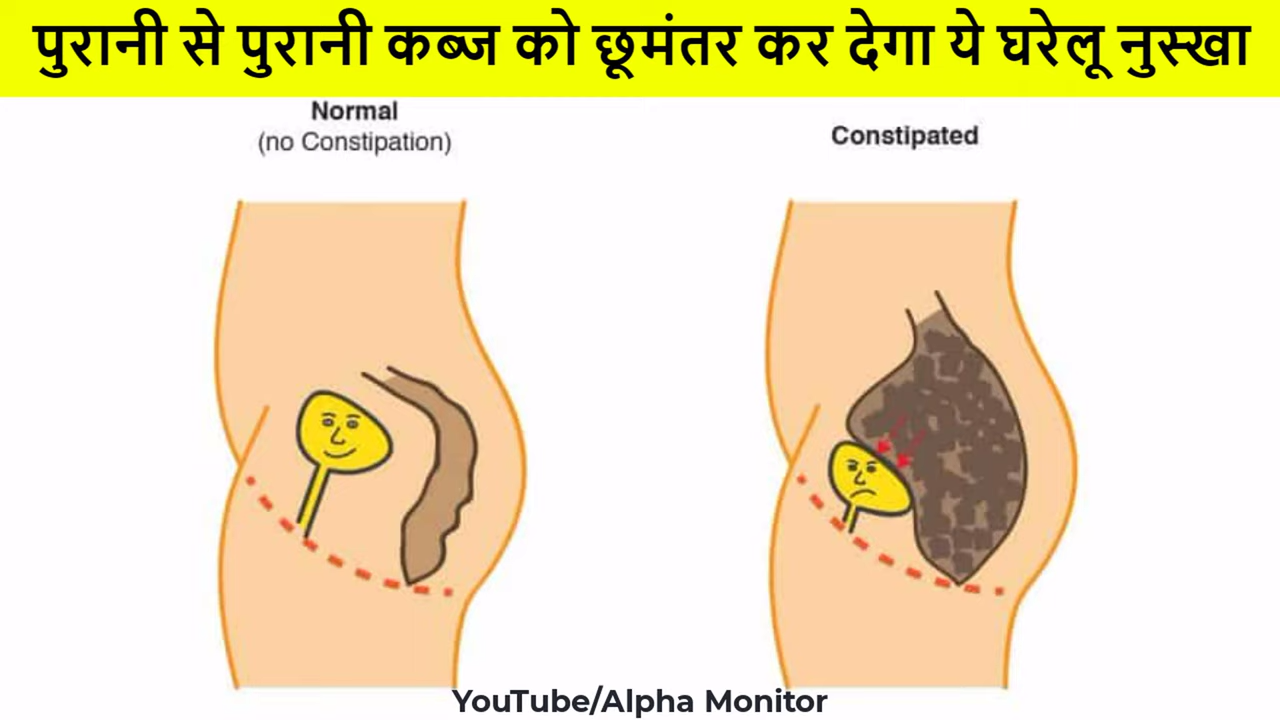 पुरानी से पुरानी कब्ज को छूमंतर कर देगा ये घरेलू नुस्खा
Normal
(no Constipation)
Constipated
YouTube/Alpha Monitor